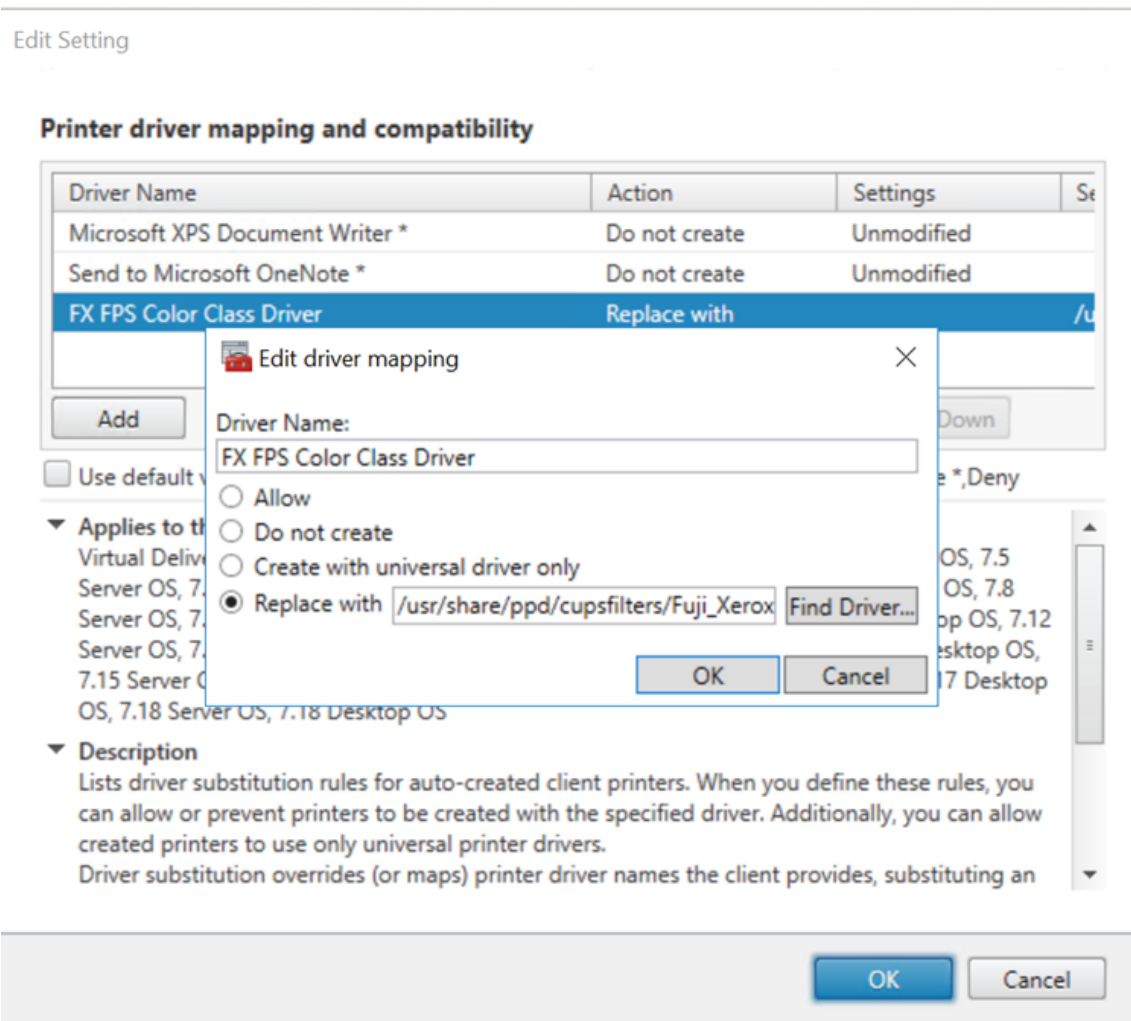 Edit Setting
Printer driver mapping and compatibility
Driver Name Action Settings Se
Microsoft XPS Document Writer * Do not create Unmodified
Send to Microsoft OneNote * Do not create Unmodified
FX FPS Color Class Driver Replace with /u
Edit driver mapping
Driver Name:
FX FPS Color Class Driver
Allow
Do not create
Create with universal driver only
Replace with /usr/share/ppd/cupsfilters/Fuji_Xerox Find Driver...
OK Cancel
Add Down
Use default e *,Deny
Applies to th
Virtual Delive OS, 7.5
Server OS, 7. OS, 7.8
Server OS, 7. op OS, 7.12
Server OS, 7. esktop OS,
7.15 Server 17 Desktop
OS, 7.18 Server OS, 7.18 Desktop OS
Description
Lists driver substitution rules for auto-created client printers. When you define these rules, you
can allow or prevent printers to be created with the specified driver. Additionally, you can allow
created printers to use only universal printer drivers.
Driver substitution overrides (or maps) printer driver names the client provides, substituting an
OK Cancel